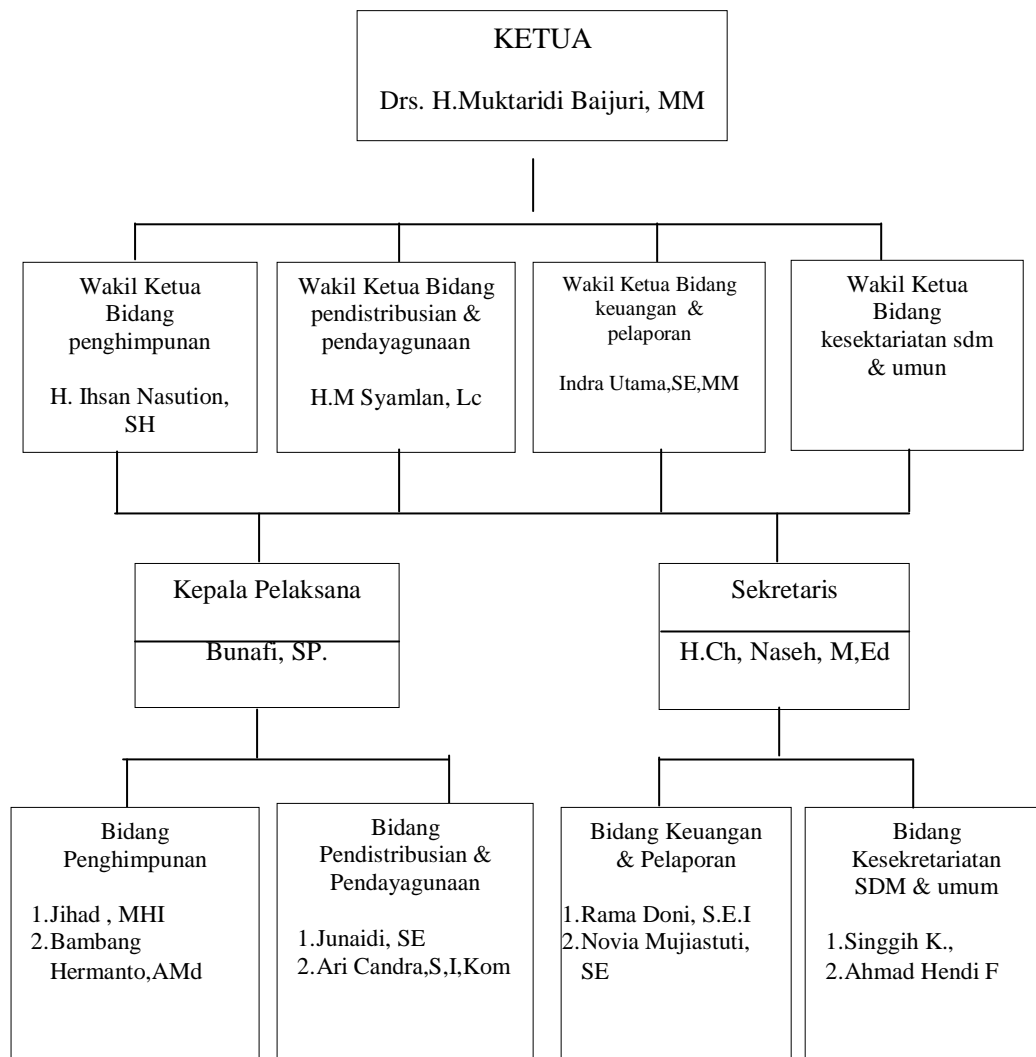 KETUA
Drs. H.Muktaridi Baijuri, MM
Wakil Ketua
Bidang
penghimpunan
H. Ihsan Nasution,
SH
Wakil Ketua Bidang
pendistribusian &
pendayagunaan
H.M Syamlan, Lc
Wakil Ketua Bidang
keuangan &
pelaporan
Indra Utama,SE,MM
Wakil Ketua
Bidang
kesektariatan sdm
& umun
Kepala Pelaksana
Bunafi, SP.
Sekretaris
H.Ch, Naseh, M,Ed
Bidang
Penghimpunan
1.Jihad , MHI
2.Bambang
Hermanto,AMd
Bidang
Pendistribusian &
Pendayagunaan
1.Junaidi, SE
2.Ari Candra,S,I,Kom
Bidang Keuangan
& Pelaporan
1.Rama Doni, S.E.I
2.Novia Mujiastuti,
SE
Bidang
Kesekretariatan
SDM & umum
1.Singgih K.,
2.Ahmad Hendi F